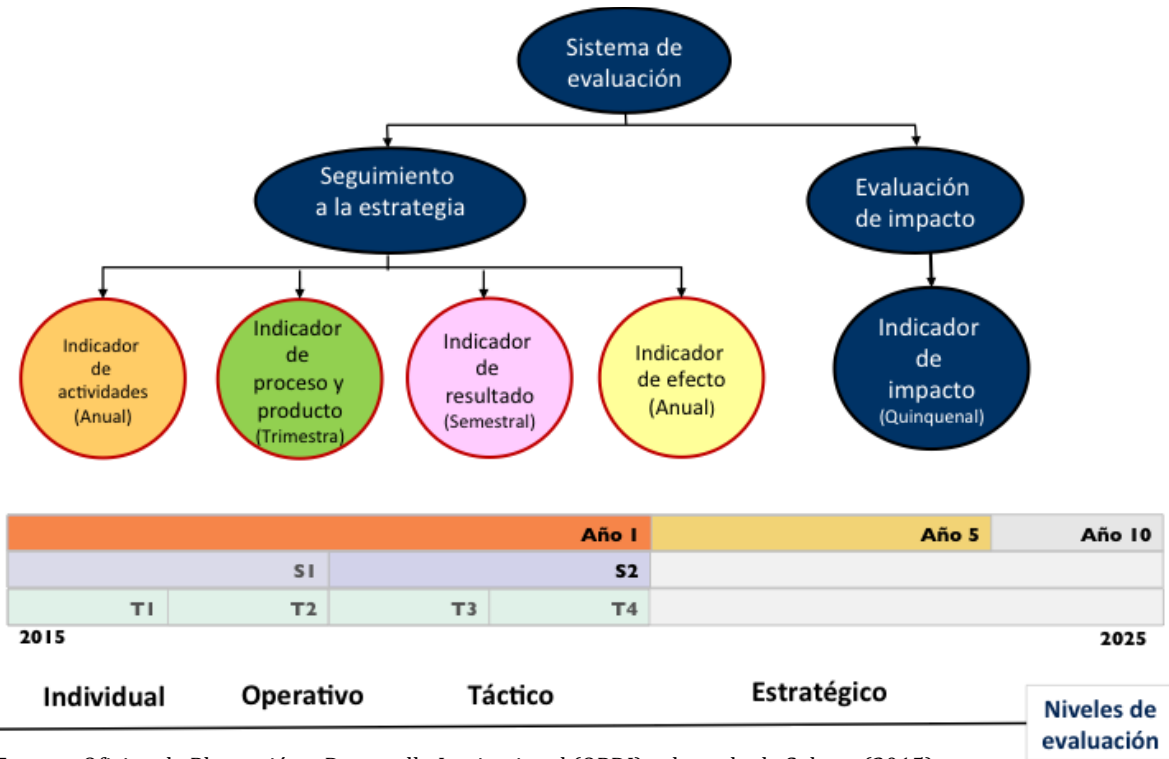 Sistema de
evaluación
Seguimiento
a la estrategia
Evaluación
de impacto
Indicador
de
actividades
(Anual)
Indicador
de
proceso y
producto
(Trimestra)
Indicador
de
resultado
(Semestral)
Indicador
de efecto
(Anual)
Indicador
de
impacto
(Quinquenal)
Año 1
Año 5
Año 10
S1
S2
T1
T2
T3
T4
2015
2025
Individual
Operativo
Táctico
Estratégico
Niveles de
evaluación